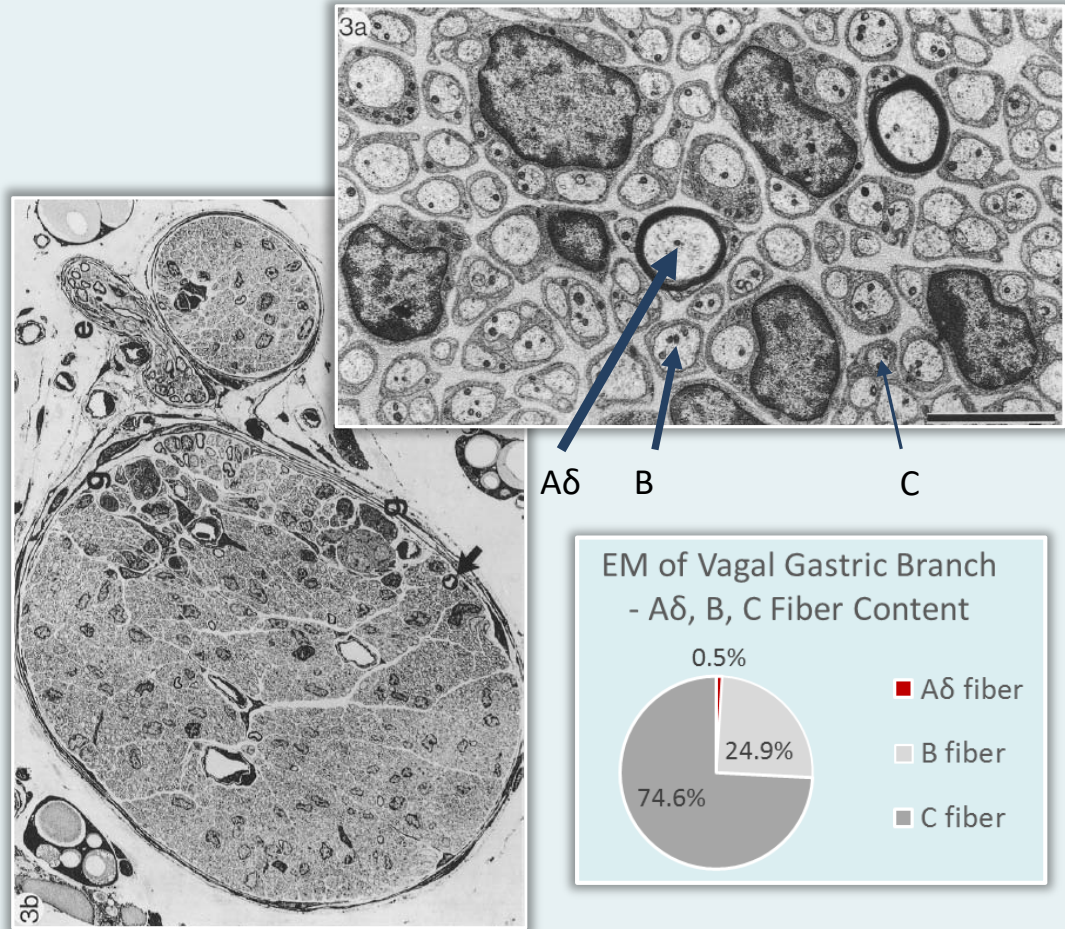 3a
e
g
g
3b
Aδ
B
C
EM of Vagal Gastric Branch
- Aδ, B, C Fiber Content
0.5%
24.9%
74.6%
Aδ fiber
B fiber
C fiber